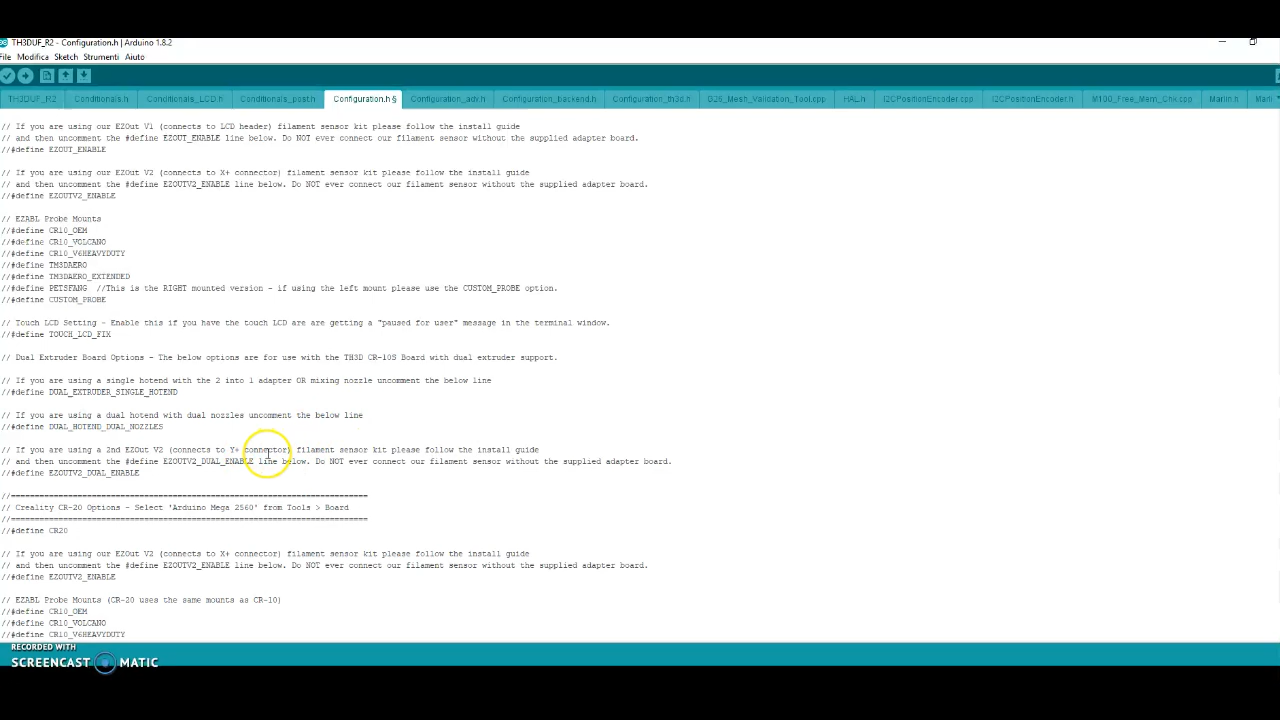 TH3DUF_R2 - Configuration.h | Arduino 1.8.2
File Modifica Sketch Strumenti Aiuto
TH3DUF_R2 Conditionals.h Conditionals_LCD.h Conditionals_post.h Configuration.h § Configuration_adv.h Configuration_backend.h Configuration_th3d.h G26_Mesh_Validation_Tool.cpp HAL.h I2CPositionEncoder.cpp I2CPositionEncoder.h M100_Free_Mem_Chk.cpp Marlin.h Marli
// If you are using our EZOut V1 (connects to LCD header) filament sensor kit please follow the install guide
// and then uncomment the #define EZOUT_ENABLE line below. Do NOT ever connect our filament sensor without the supplied adapter board.
//#define EZOUT_ENABLE
// If you are using our EZOut V2 (connects to X+ connector) filament sensor kit please follow the install guide
// and then uncomment the #define EZOUTV2_ENABLE line below. Do NOT ever connect our filament sensor without the supplied adapter board.
//#define EZOUTV2_ENABLE
// EZABL Probe Mounts
//#define CR10_OEM
//#define CR10_VOLCANO
//#define CR10_V6HEAVYDUTY
//#define TM3DAERO
//#define TM3DAERO_EXTENDED
//#define PETSFANG  //This is the RIGHT mounted version - if using the left mount please use the CUSTOM_PROBE option.
//#define CUSTOM_PROBE
// Touch LCD Setting - Enable this if you have the touch LCD are are getting a "paused for user" message in the terminal window.
//#define TOUCH_LCD_FIX
// Dual Extruder Board Options - The below options are for use with the TH3D CR-10S Board with dual extruder support.
// If you are using a single hotend with the 2 into 1 adapter OR mixing nozzle uncomment the below line
//#define DUAL_EXTRUDER_SINGLE_HOTEND
// If you are using a dual hotend with dual nozzles uncomment the below line
//#define DUAL_HOTEND_DUAL_NOZZLES
// If you are using a 2nd EZOut V2 (connects to Y+ connector) filament sensor kit please follow the install guide
// and then uncomment the #define EZOUTV2_DUAL_ENABLE line below. Do NOT ever connect our filament sensor without the supplied adapter board.
//#define EZOUTV2_DUAL_ENABLE
//===========================================================================
// Creality CR-20 Options - Select 'Arduino Mega 2560' from Tools > Board
//===========================================================================
//#define CR20
// If you are using our EZOut V2 (connects to X+ connector) filament sensor kit please follow the install guide
// and then uncomment the #define EZOUTV2_ENABLE line below. Do NOT ever connect our filament sensor without the supplied adapter board.
//#define EZOUTV2_ENABLE
// EZABL Probe Mounts (CR-20 uses the same mounts as CR-10)
//#define CR10_OEM
//#define CR10_VOLCANO
//#define CR10_V6HEAVYDUTY
RECORDED WITH
SCREENCAST MATIC